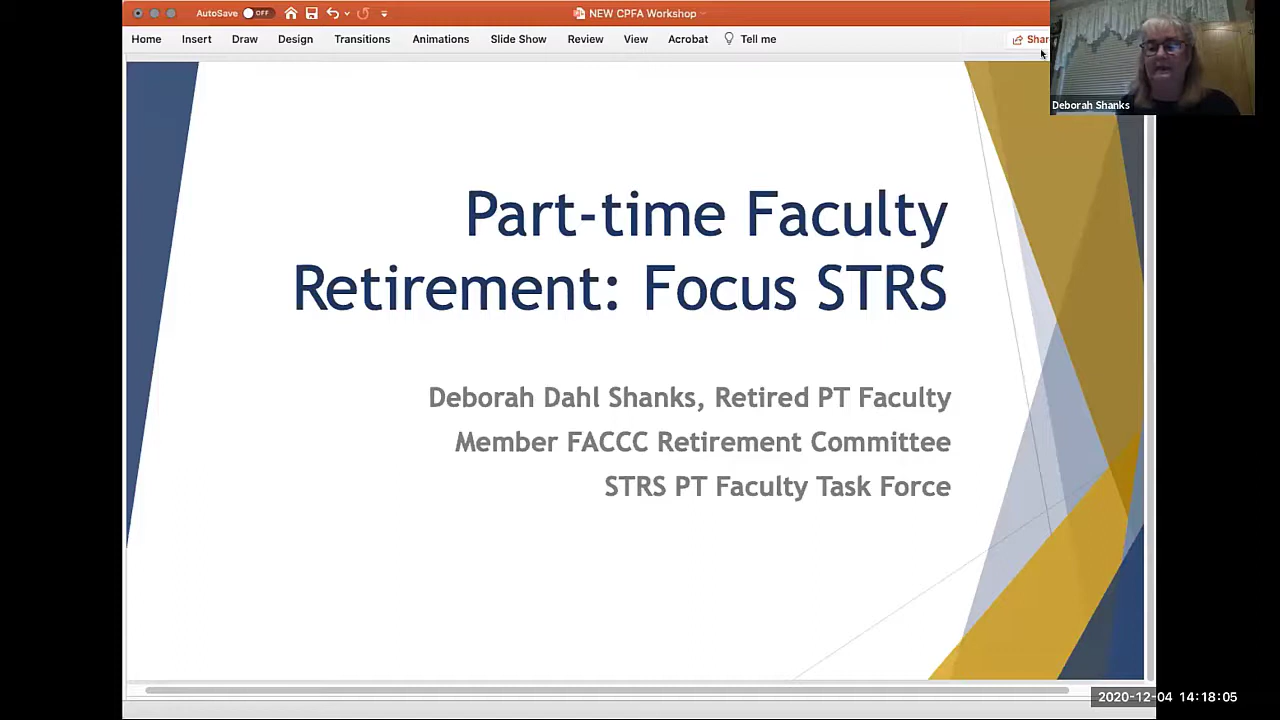 AutoSave OFF
NEW CPFA Workshop
Home Insert Draw Design Transitions Animations Slide Show Review View Acrobat Tell me
Shar
Deborah Shanks
Part-time Faculty
Retirement: Focus STRS
Deborah Dahl Shanks, Retired PT Faculty
Member FACCC Retirement Committee
STRS PT Faculty Task Force
2020-12-04 14:18:05